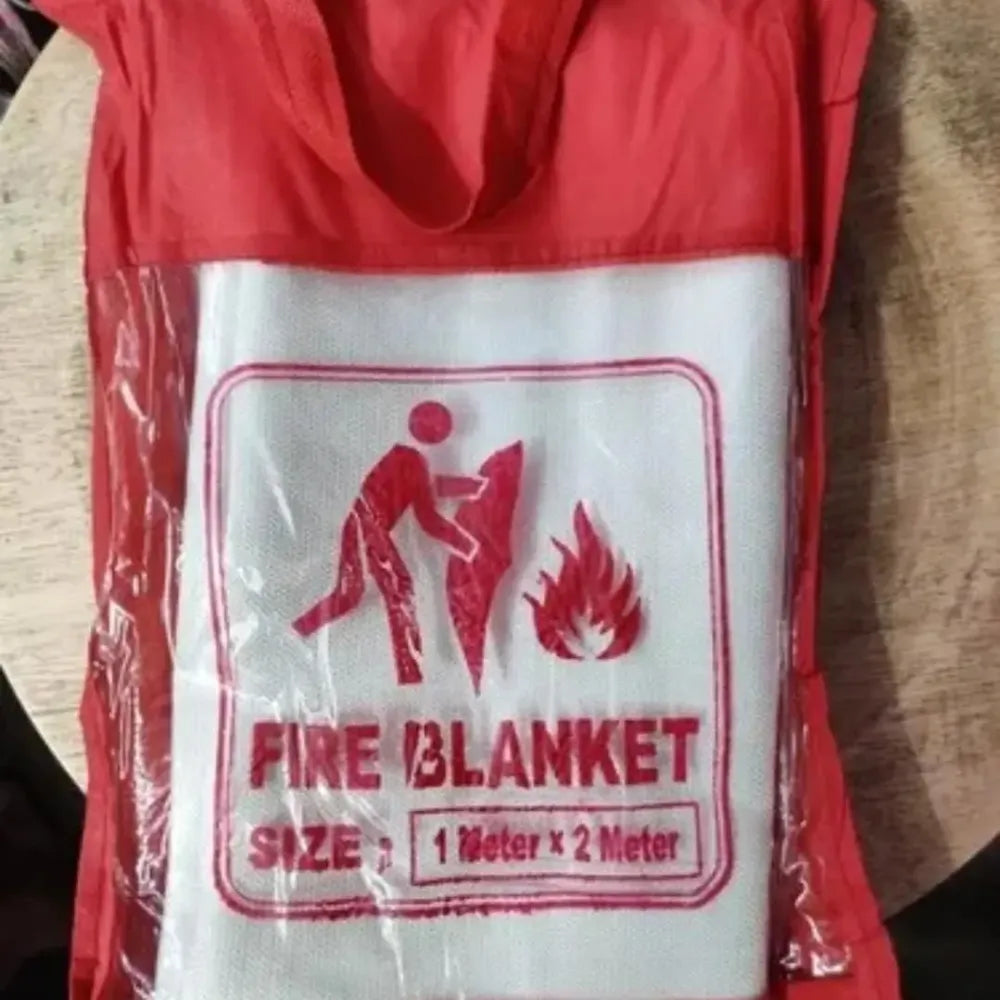 FIRE BLANKET
SIZE : 1 Meter x 2 Meter